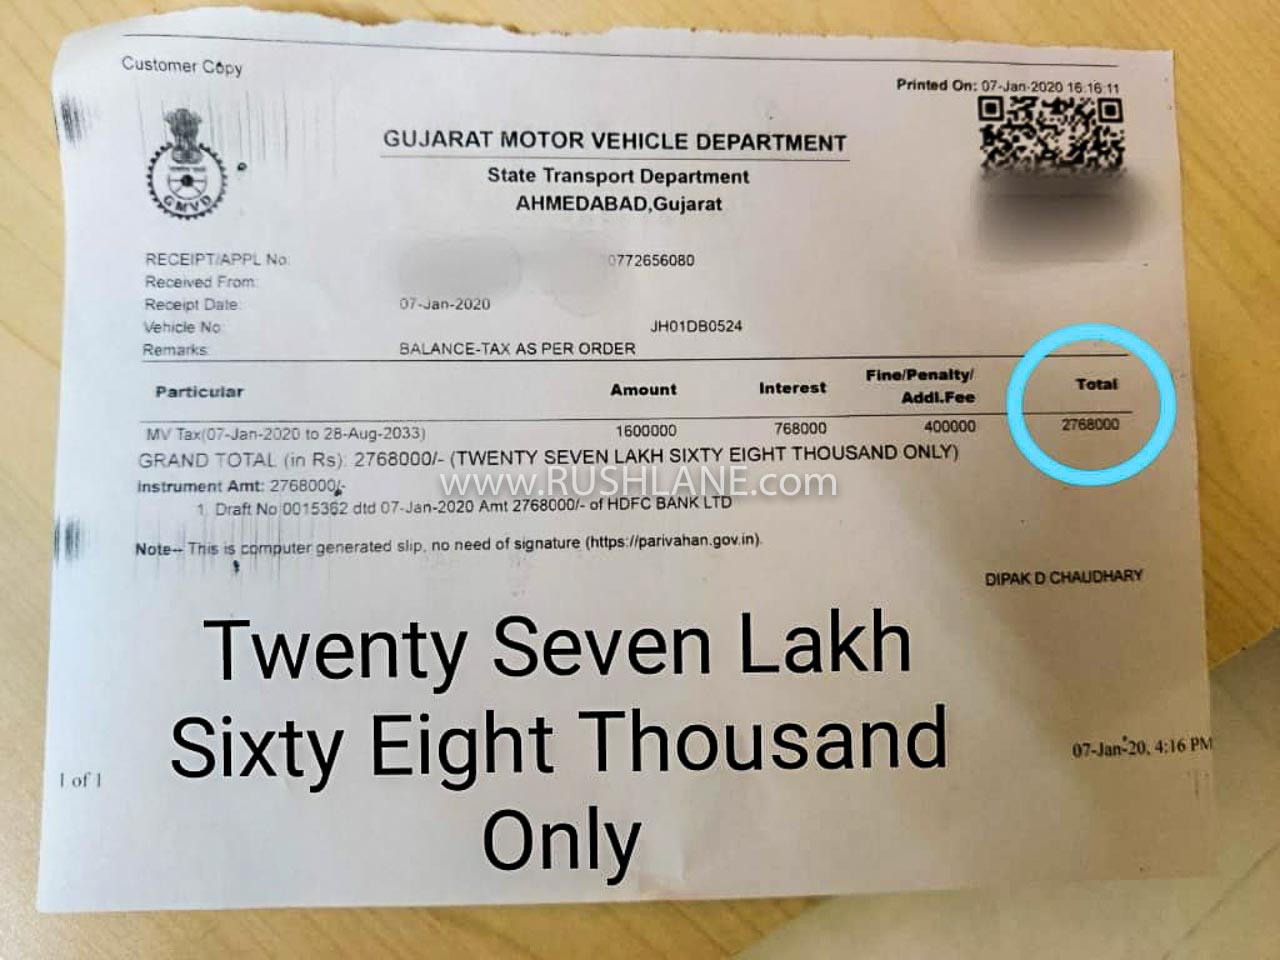 Customer Copy
Printed On: 07-Jan-2020 16:16:11
GMVD
GUJARAT MOTOR VEHICLE DEPARTMENT
State Transport Department
AHMEDABAD,Gujarat
RECEIPT/APPL No: 0772656080
Received From:
Receipt Date: 07-Jan-2020
Vehicle No: JH01DB0524
Remarks: BALANCE-TAX AS PER ORDER
Particular Amount Interest Fine/Penalty/ Addl.Fee Total
MV Tax(07-Jan-2020 to 28-Aug-2033) 1600000 768000 400000 2768000
GRAND TOTAL (in Rs): 2768000/- (TWENTY SEVEN LAKH SIXTY EIGHT THOUSAND ONLY)
www.RUSHLANE.com
Instrument Amt: 2768000/-
1. Draft No 0015362 dtd 07-Jan-2020 Amt 2768000/- of HDFC BANK LTD
Note-- This is computer generated slip, no need of signature (https://parivahan.gov.in).
DIPAK D CHAUDHARY
Twenty Seven Lakh
Sixty Eight Thousand
Only
07-Jan-20, 4:16 PM
1 of 1